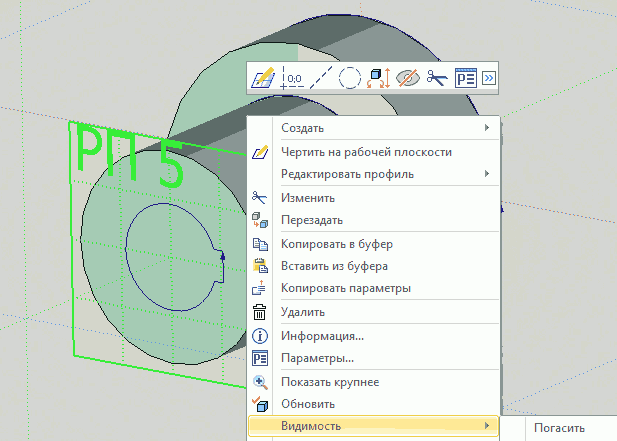 0;0
РП 5
Создать
Чертить на рабочей плоскости
Редактировать профиль
Изменить
Перезадать
Копировать в буфер
Вставить из буфера
Копировать параметры
Удалить
Информация...
Параметры...
Показать крупнее
Обновить
Видимость
Погасить